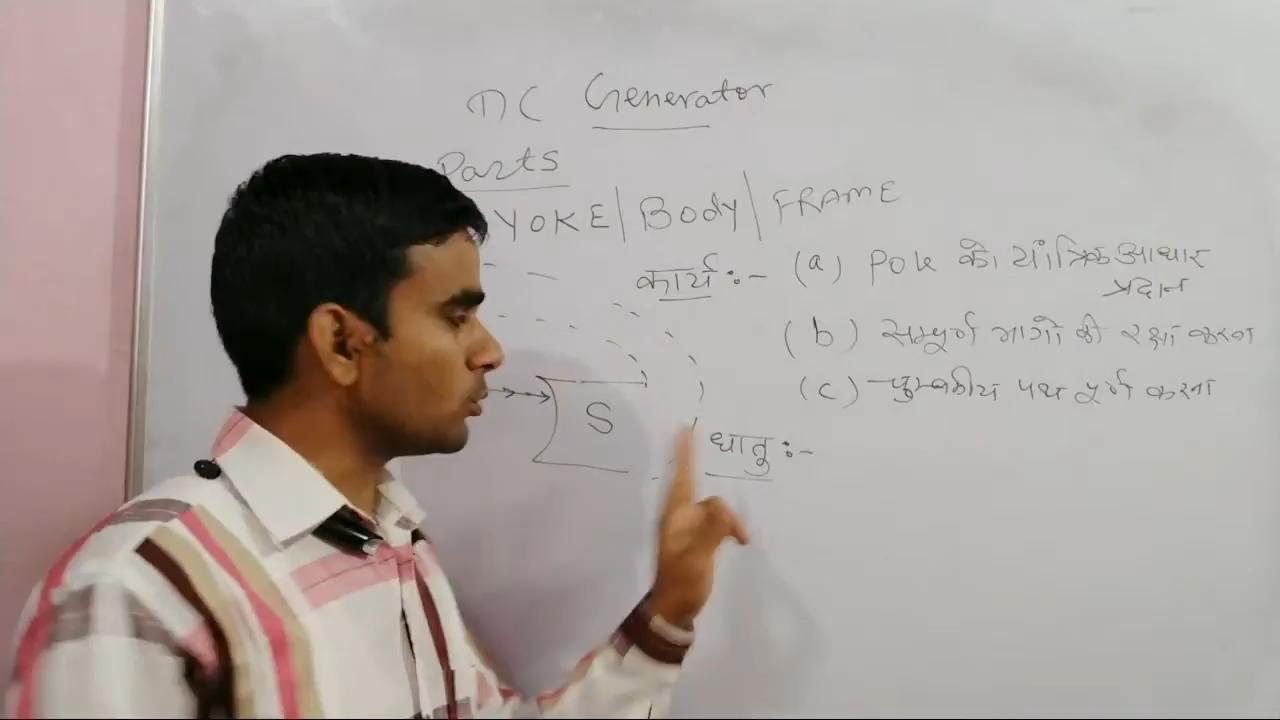 DC Generator
Parts
YOKE | Body | FRAME
कार्य :- (a) Pole को यांत्रिक आधार
प्रदान
(b) सम्पूर्ण भागो की रक्षा करना
(c) चुम्बकीय पथ पूर्ण करना
S
धातु :-